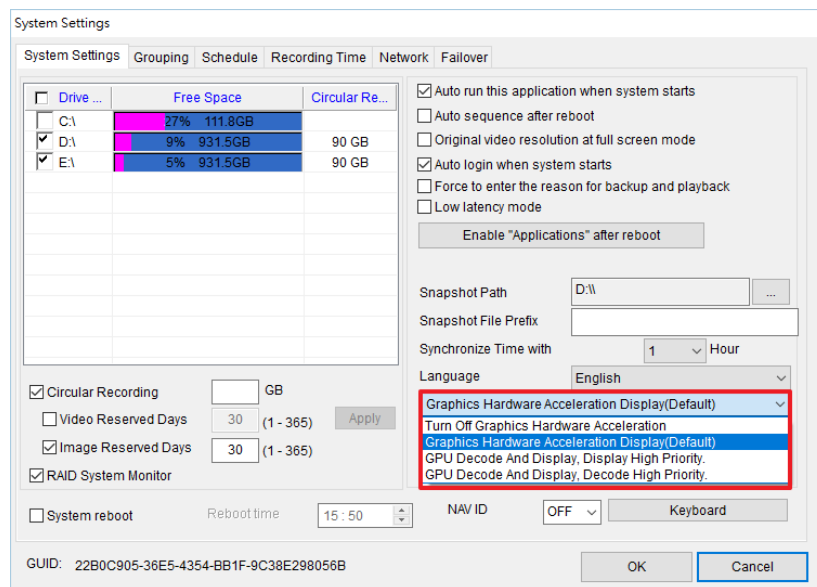 System Settings
System Settings Grouping Schedule Recording Time Network Failover
Drive ... Free Space Circular Re...
C:\ 27% 111.8GB
D:\ 9% 931.5GB 90 GB
E:\ 5% 931.5GB 90 GB
Circular Recording GB
Video Reserved Days 30 (1 - 365) Apply
Image Reserved Days 30 (1 - 365)
RAID System Monitor
Auto run this application when system starts
Auto sequence after reboot
Original video resolution at full screen mode
Auto login when system starts
Force to enter the reason for backup and playback
Low latency mode
Enable "Applications" after reboot
Snapshot Path D:\\ ...
Snapshot File Prefix
Synchronize Time with 1 Hour
Language English
Graphics Hardware Acceleration Display(Default)
Turn Off Graphics Hardware Acceleration
Graphics Hardware Acceleration Display(Default)
GPU Decode And Display, Display High Priority.
GPU Decode And Display, Decode High Priority.
System reboot Reboot time 15 : 50 NAV ID OFF Keyboard
GUID: 22B0C905-36E5-4354-BB1F-9C38E298056B OK Cancel